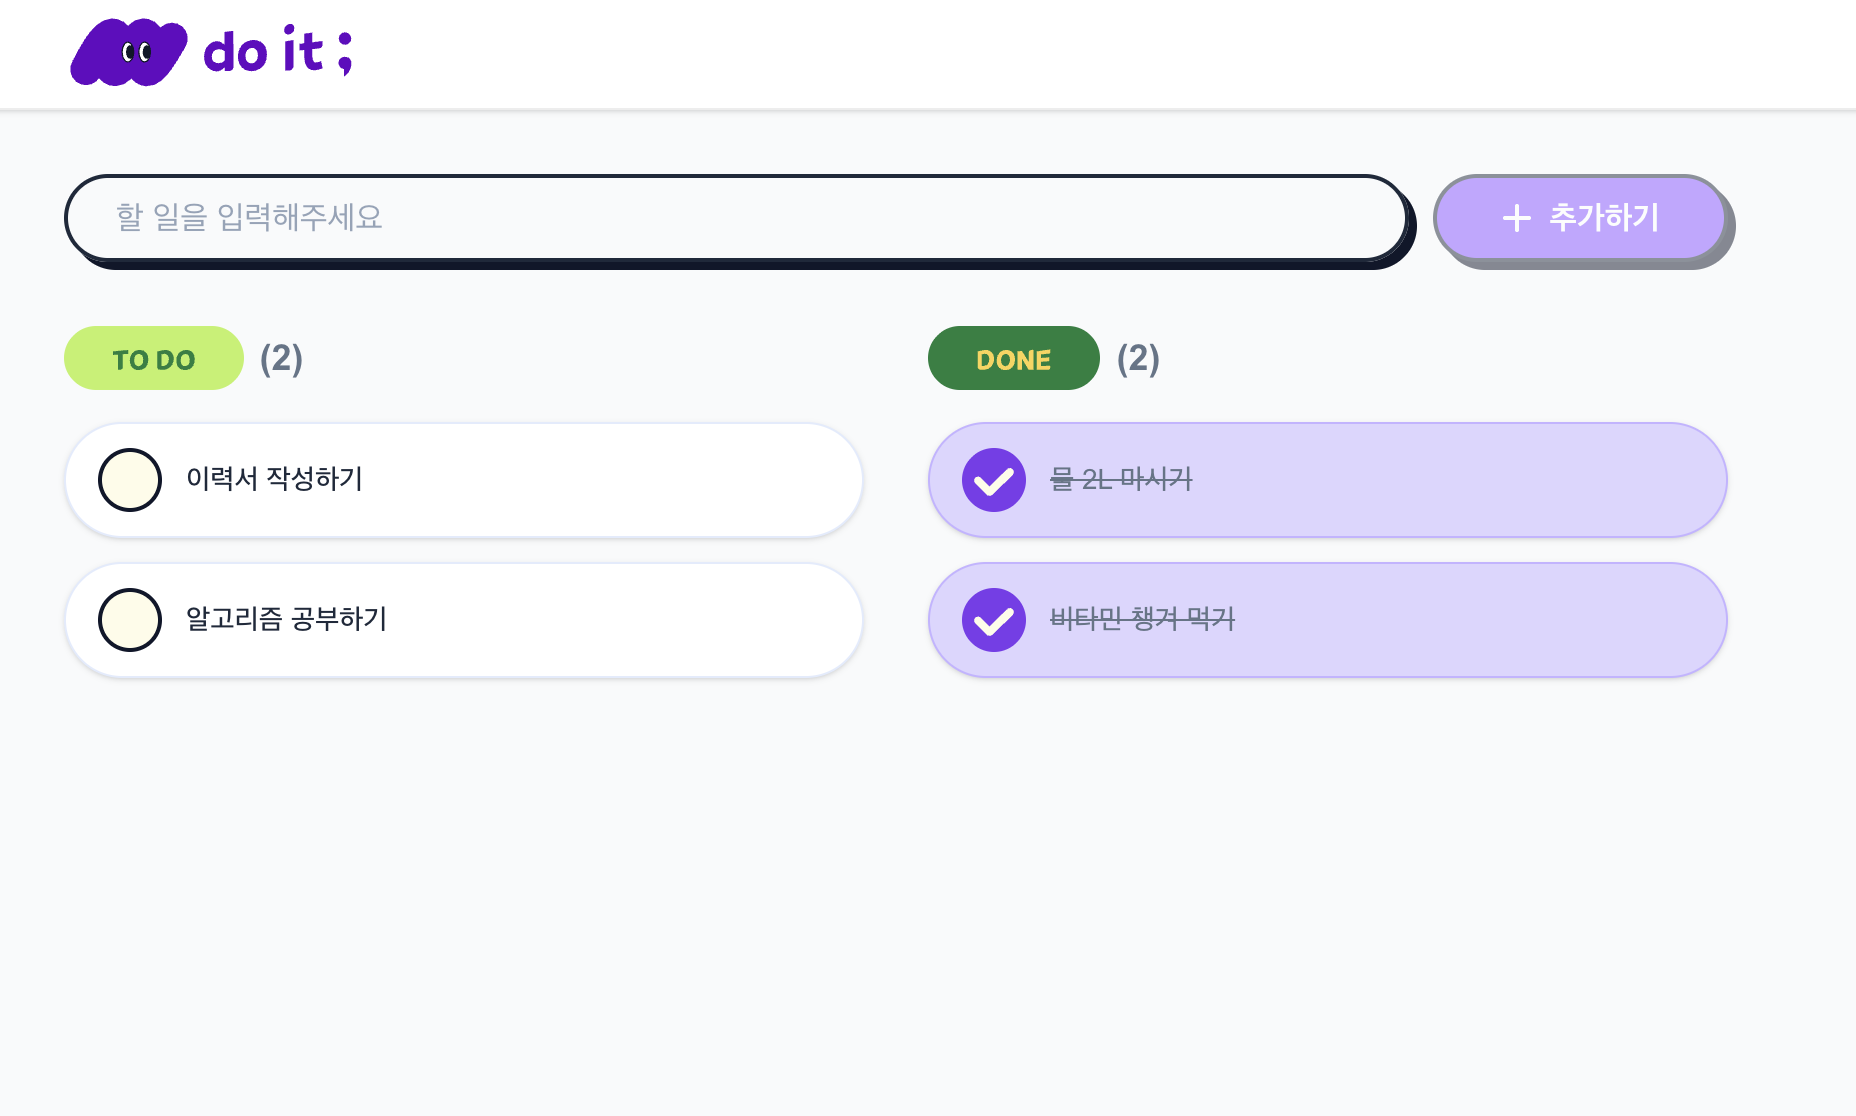 do it ;
할 일을 입력해주세요
+ 추가하기
TO DO (2)
이력서 작성하기
알고리즘 공부하기
DONE (2)
물 2L 마시기
비타민 챙겨 먹기